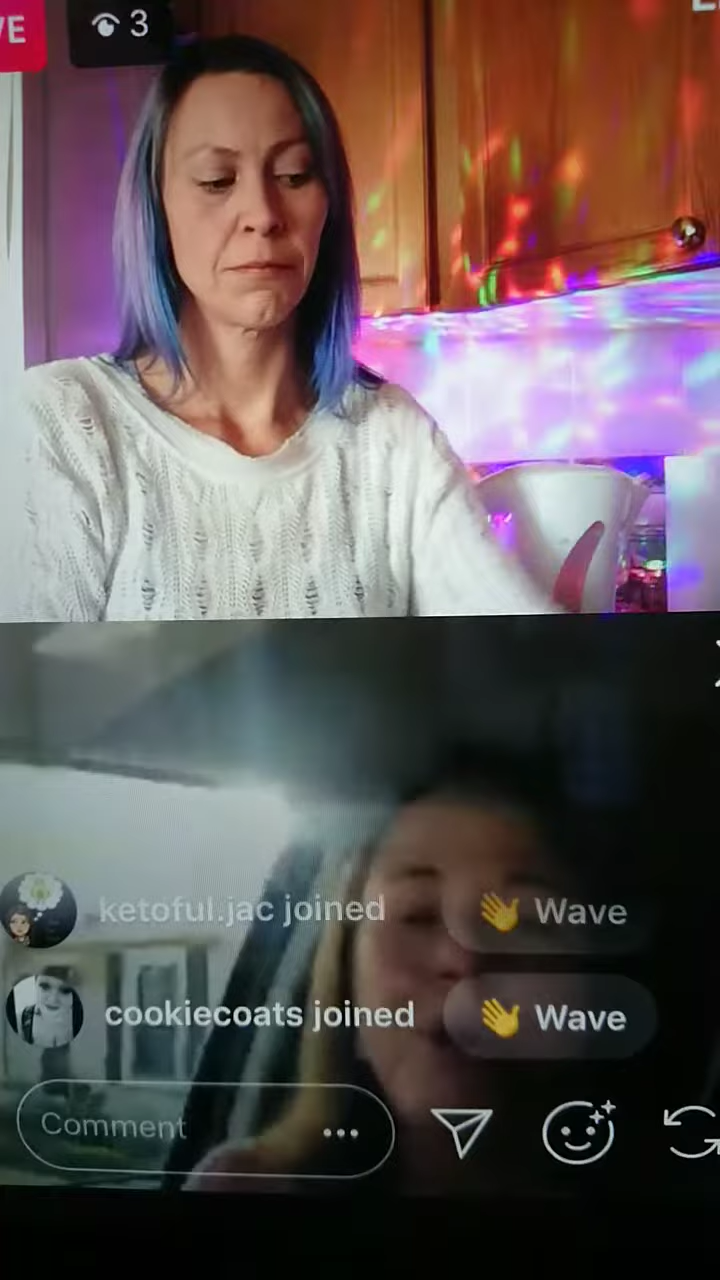 VE
3
ketoful.jac joined
👋 Wave
cookiecoats joined
👋 Wave
Comment